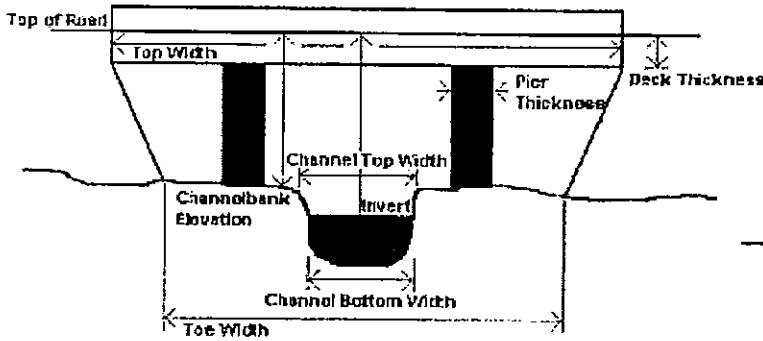 Top of Road
Top Width
Pier
Thickness
Deck Thickness
Channel Top Width
Channelbank
Elevation
Invert
Channel Bottom Width
Toe Width